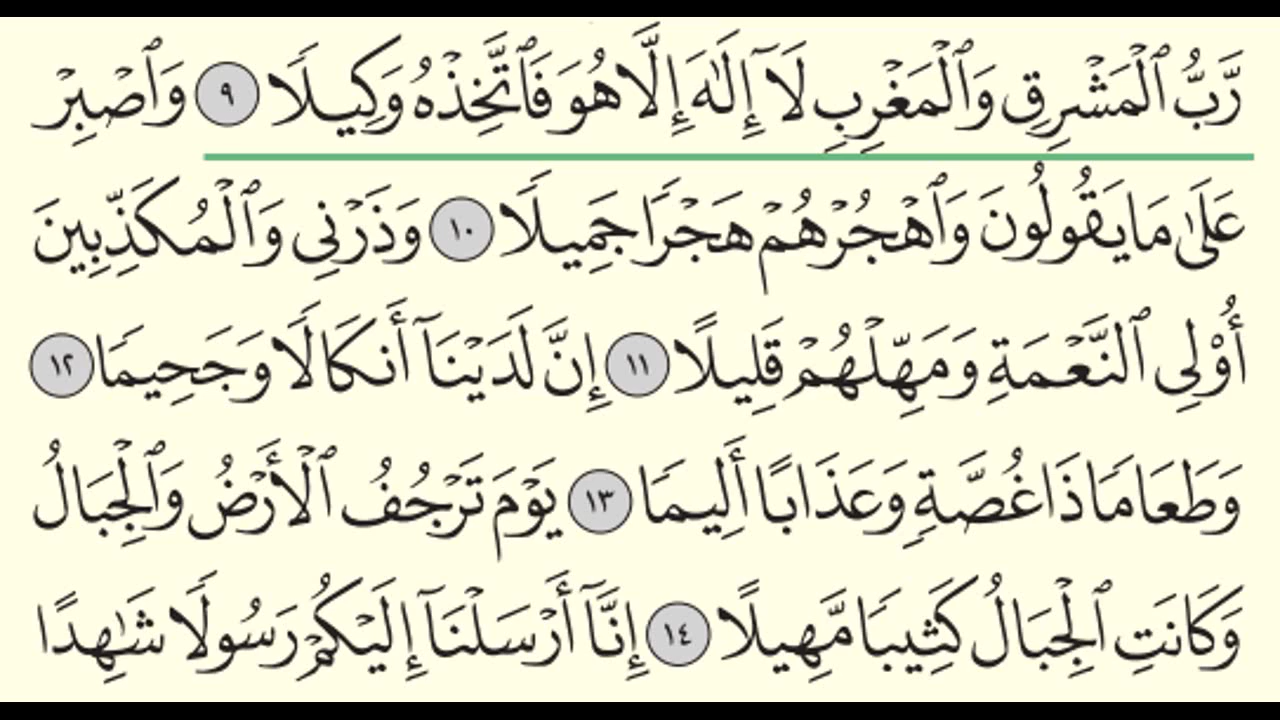 رَّبُّ ٱلْمَشْرِقِ وَٱلْمَغْرِبِ لَآ إِلَٰهَ إِلَّا هُوَ فَٱتَّخِذْهُ وَكِيلًا ٩ وَٱصْبِرْ
عَلَىٰ مَا يَقُولُونَ وَٱهْجُرْهُمْ هَجْرًا جَمِيلًا ١٠ وَذَرْنِى وَٱلْمُكَذِّبِينَ
أُو۟لِى ٱلنَّعْمَةِ وَمَهِّلْهُمْ قَلِيلًا ١١ إِنَّ لَدَيْنَآ أَنكَالًا وَجَحِيمًا ١٢
وَطَعَامًا ذَا غُصَّةٍ وَعَذَابًا أَلِيمًا ١٣ يَوْمَ تَرْجُفُ ٱلْأَرْضُ وَٱلْجِبَالُ
وَكَانَتِ ٱلْجِبَالُ كَثِيبًا مَّهِيلًا ١٤ إِنَّآ أَرْسَلْنَآ إِلَيْكُمْ رَسُولًا شَٰهِدًا